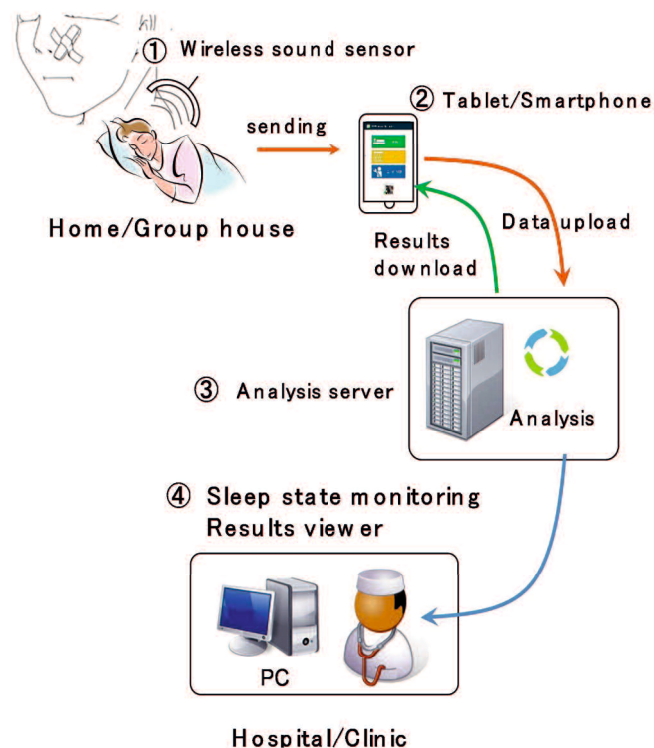 ① Wireless sound sensor
② Tablet/Smartphone
sending
Home/Group house
Data upload
Results
download
③ Analysis server
Analysis
④ Sleep state monitoring
Results viewer
PC
Hospital/Clinic